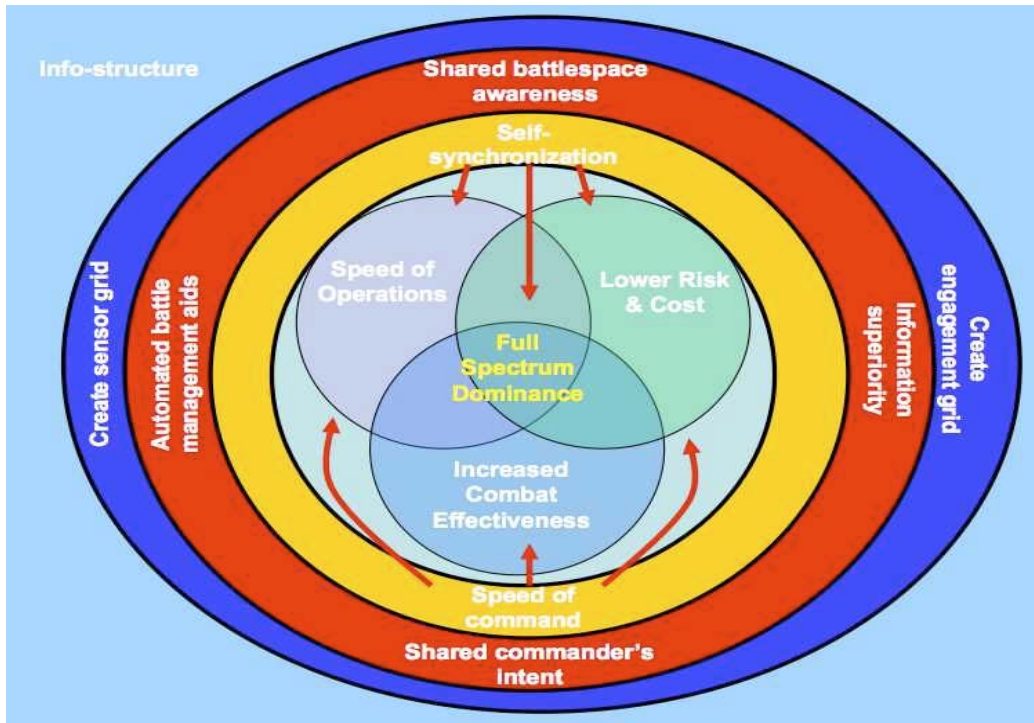 Info-structure
Shared battlespace
awareness
Self-
synchronization
Create sensor grid
Automated battle
management aids
Speed of
Operations
Lower Risk
& Cost
Full
Spectrum
Dominance
Information
superiority
Create
engagement grid
Increased
Combat
Effectiveness
Speed of
command
Shared commander's
intent